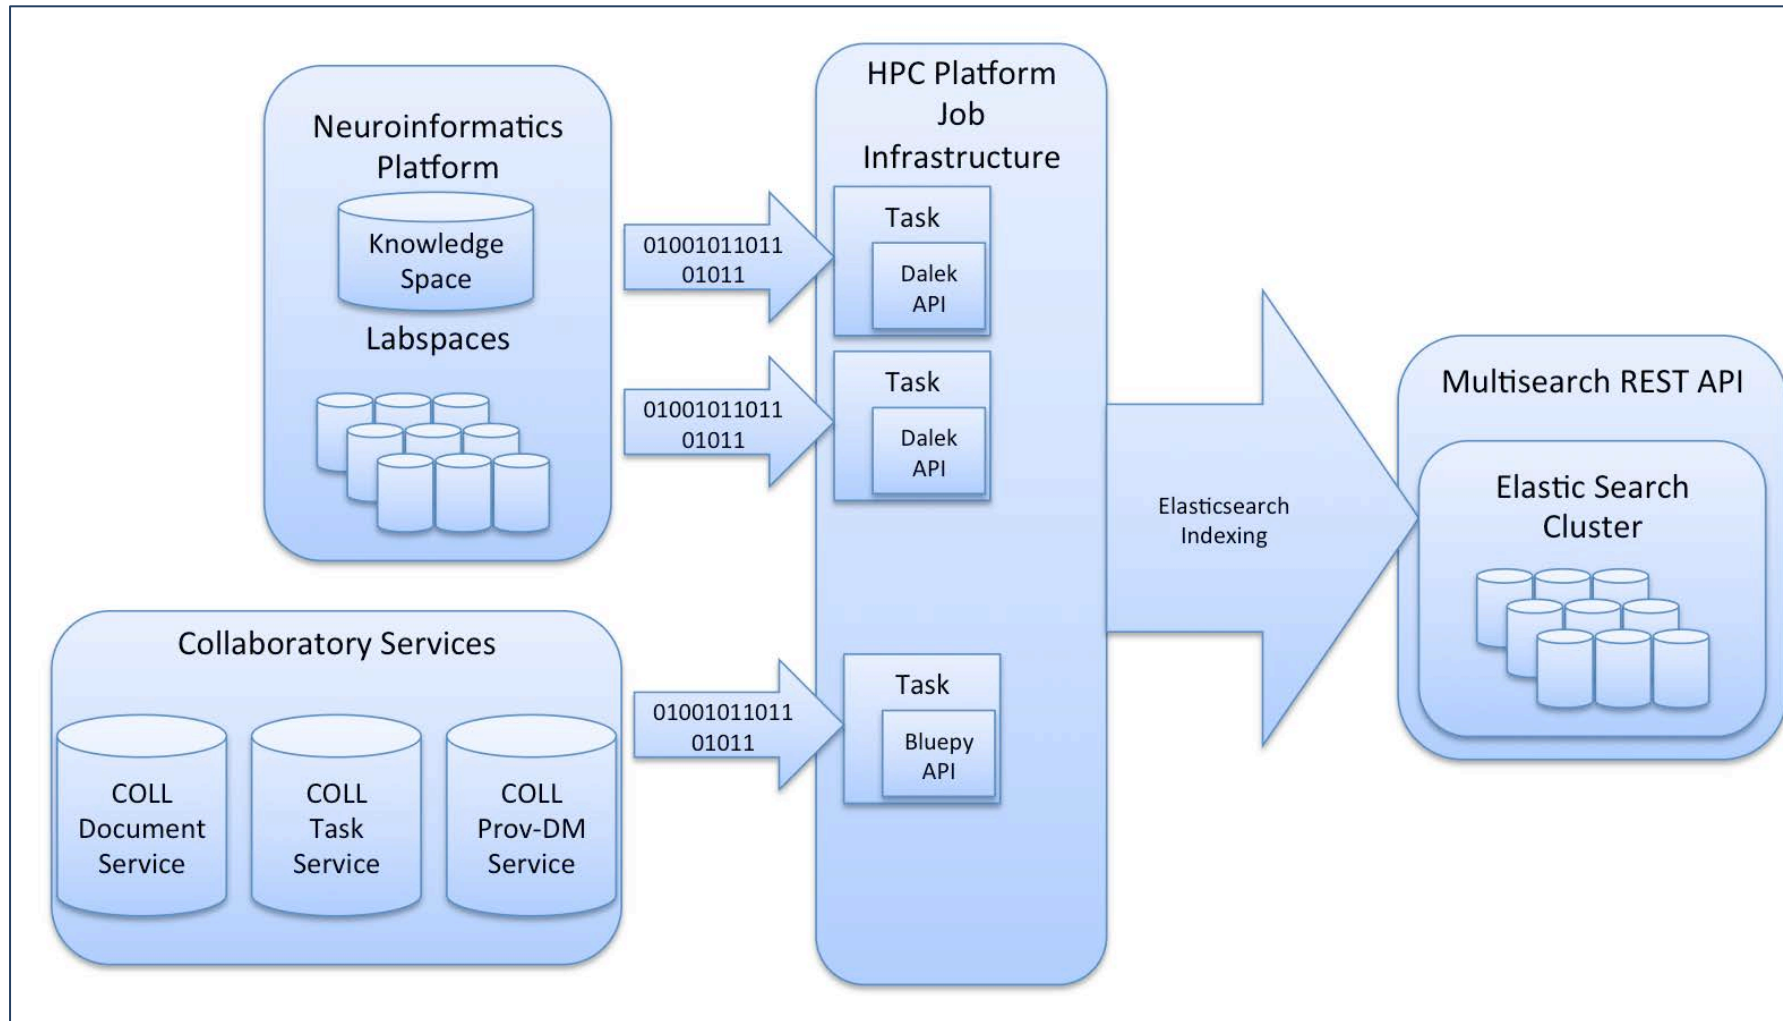 Neuroinformatics
Platform
Knowledge
Space
Labspaces
01001011011
01011
01001011011
01011
HPC Platform
Job
Infrastructure
Task
Dalek
API
Task
Dalek
API
Elasticsearch
Indexing
Multisearch REST API
Elastic Search
Cluster
Collaboratory Services
COLL
Document
Service
COLL
Task
Service
COLL
Prov-DM
Service
01001011011
01011
Task
Bluepy
API